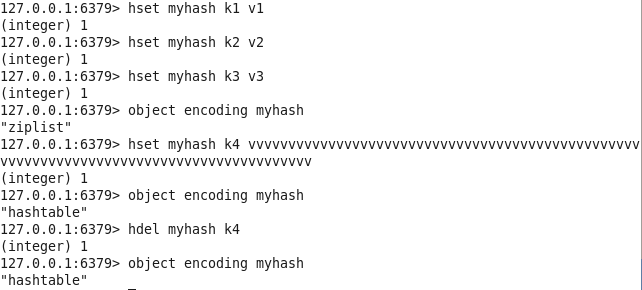 127.0.0.1:6379> hset myhash k1 v1
(integer) 1
127.0.0.1:6379> hset myhash k2 v2
(integer) 1
127.0.0.1:6379> hset myhash k3 v3
(integer) 1
127.0.0.1:6379> object encoding myhash
"ziplist"
127.0.0.1:6379> hset myhash k4 vvvvvvvvvvvvvvvvvvvvvvvvvvvvvvvvvvvvvvvvvvvvvvvvv
vvvvvvvvvvvvvvvvvvvvvvvvvvvvvvvvvvvvvvv
(integer) 1
127.0.0.1:6379> object encoding myhash
"hashtable"
127.0.0.1:6379> hdel myhash k4
(integer) 1
127.0.0.1:6379> object encoding myhash
"hashtable"